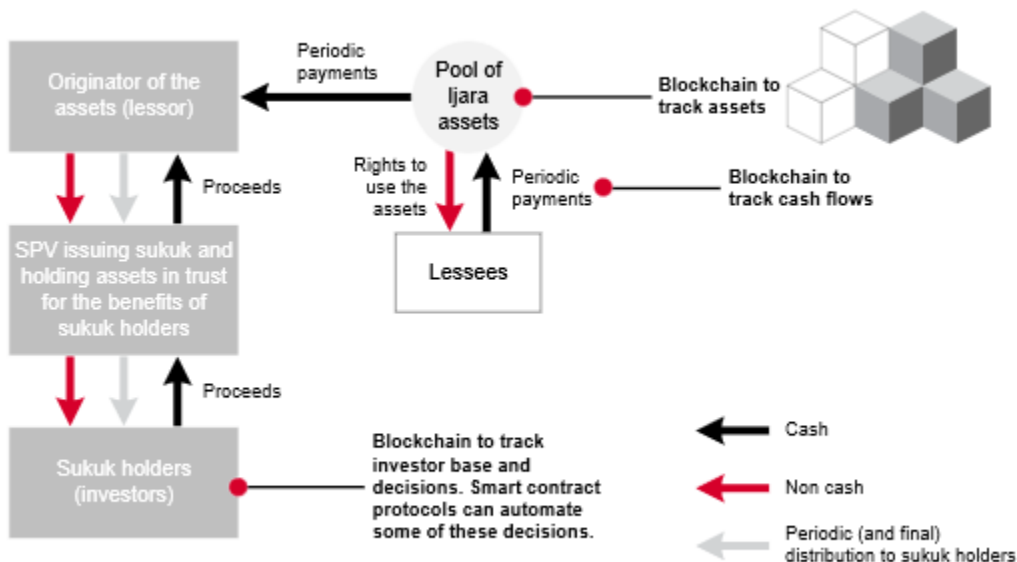 Originator of the
assets (lessor)
Periodic
payments
Pool of
Ijara
assets
Blockchain to
track assets
Proceeds
Rights to
use the
assets
Periodic
payments
Blockchain to
track cash flows
SPV issuing sukuk and
holding assets in trust
for the benefits of
sukuk holders
Lessees
Proceeds
Sukuk holders
(investors)
Blockchain to track
investor base and
decisions. Smart contract
protocols can automate
some of these decisions.
Cash
Non cash
Periodic (and final)
distribution to sukuk holders